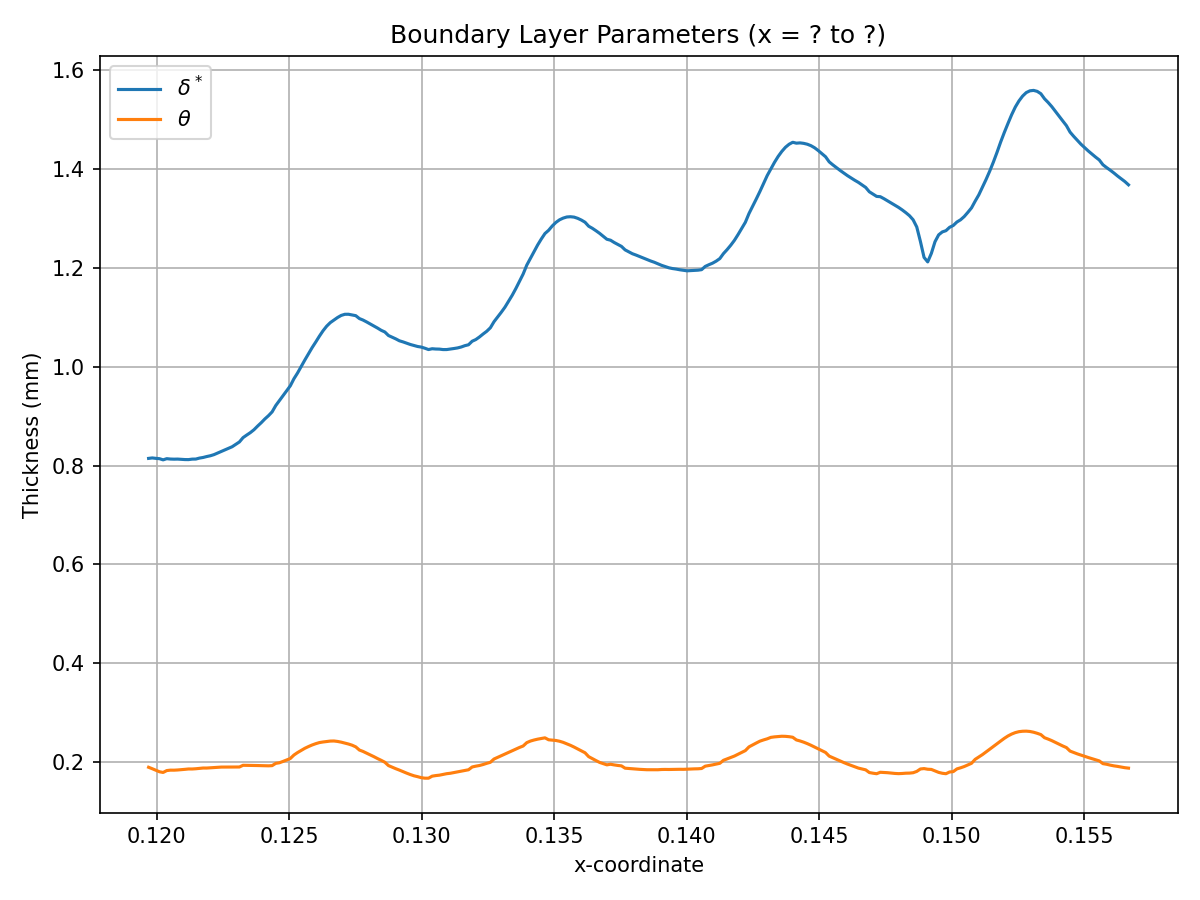 Boundary Layer Parameters (x = ? to ?)
δ*
θ
Thickness (mm)
1.6
1.4
1.2
1.0
0.8
0.6
0.4
0.2
0.120 0.125 0.130 0.135 0.140 0.145 0.150 0.155
x-coordinate